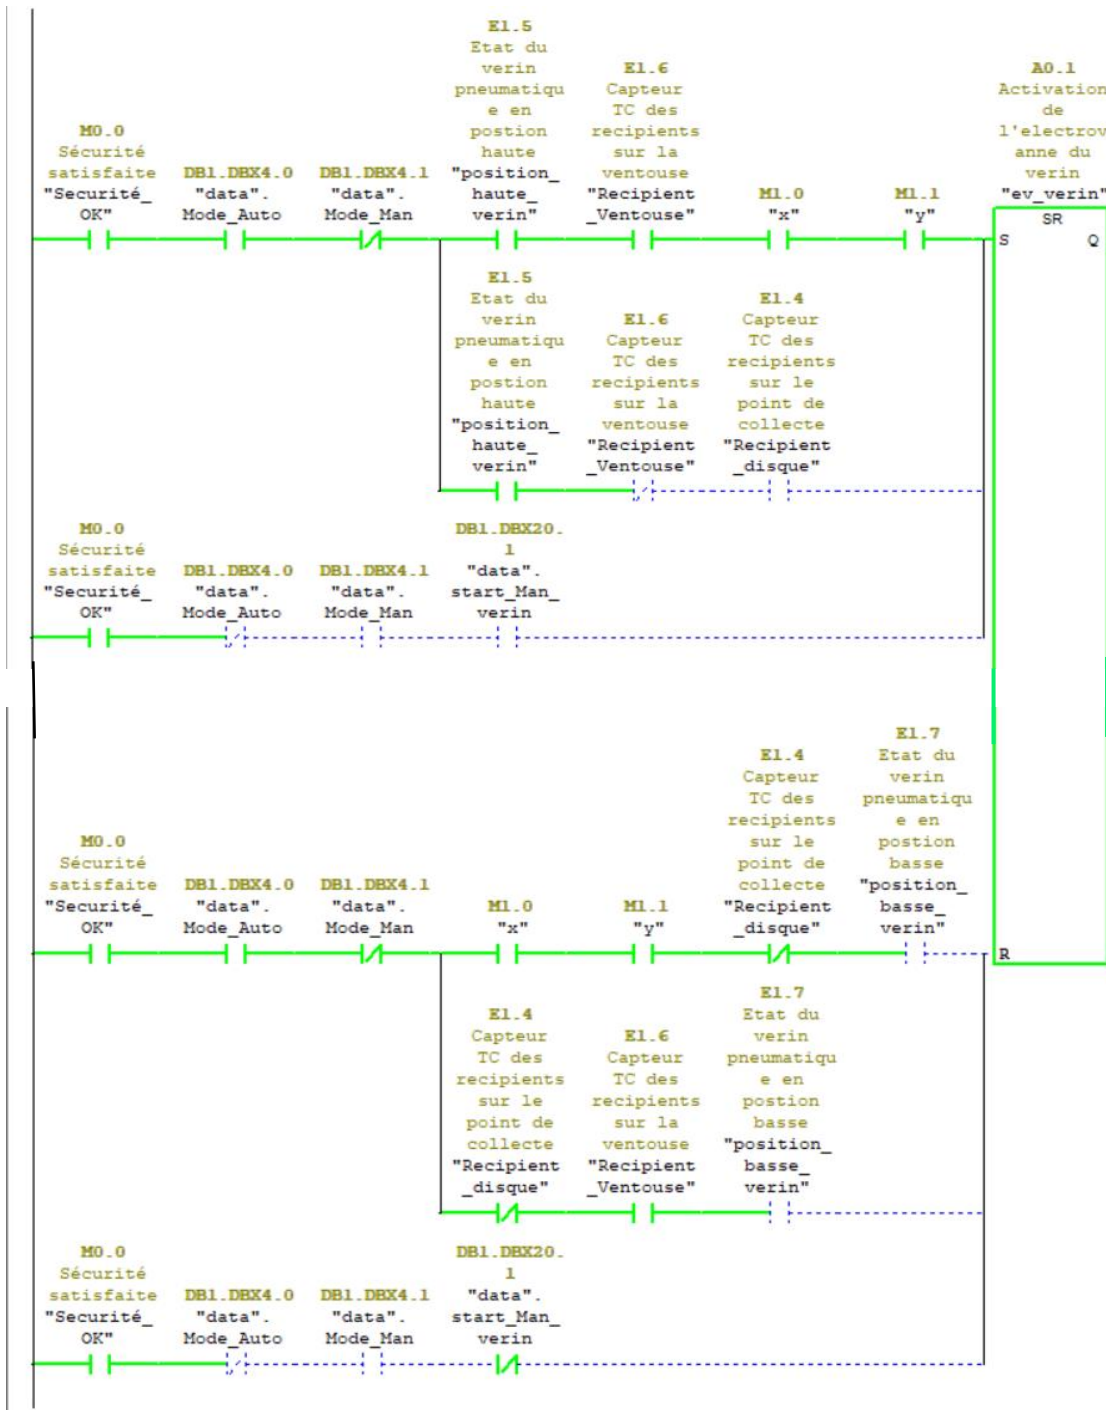 E1.5
Etat du
verin
pneumatiqu
e en
postion
haute
"position_
haute_
verin"
E1.6
Capteur
TC des
recipients
sur la
ventouse
"Recipient
_Ventouse"
A0.1
Activation
de
l'electrov
anne du
verin
"ev_verin"
M0.0
Sécurité
satisfaite
"Securité_
OK"
DB1.DBX4.0
"data".
Mode_Auto
DB1.DBX4.1
"data".
Mode_Man
M1.0
"x"
M1.1
"y"
SR
S
Q
E1.5
Etat du
verin
pneumatiqu
e en
postion
haute
"position_
haute_
verin"
E1.6
Capteur
TC des
recipients
sur la
ventouse
"Recipient
_Ventouse"
E1.4
Capteur
TC des
recipients
sur le
point de
collecte
"Recipient
_disque"
M0.0
Sécurité
satisfaite
"Securité_
OK"
DB1.DBX4.0
"data".
Mode_Auto
DB1.DBX4.1
"data".
Mode_Man
DB1.DBX20.
1
"data".
start_Man_
verin
M0.0
Sécurité
satisfaite
"Securité_
OK"
DB1.DBX4.0
"data".
Mode_Auto
DB1.DBX4.1
"data".
Mode_Man
M1.0
"x"
M1.1
"y"
E1.4
Capteur
TC des
recipients
sur le
point de
collecte
"Recipient
_disque"
E1.7
Etat du
verin
pneumatiqu
e en
postion
basse
"position_
basse_
verin"
R
E1.4
Capteur
TC des
recipients
sur le
point de
collecte
"Recipient
_disque"
E1.6
Capteur
TC des
recipients
sur la
ventouse
"Recipient
_Ventouse"
E1.7
Etat du
verin
pneumatiqu
e en
postion
basse
"position_
basse_
verin"
M0.0
Sécurité
satisfaite
"Securité_
OK"
DB1.DBX4.0
"data".
Mode_Auto
DB1.DBX4.1
"data".
Mode_Man
DB1.DBX20.
1
"data".
start_Man_
verin